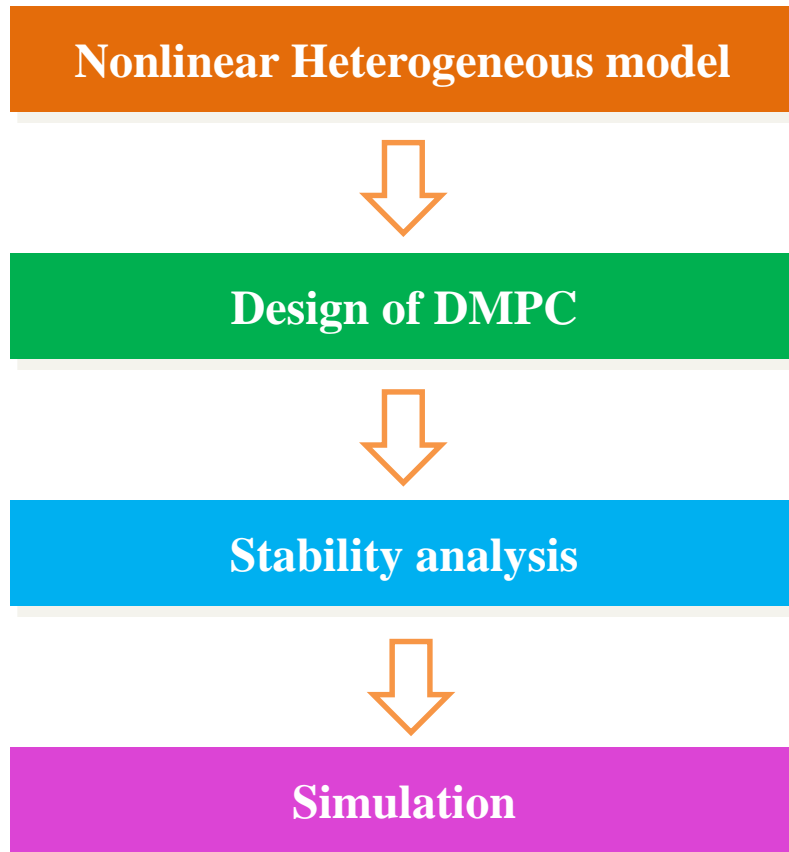 Nonlinear Heterogeneous model
Design of DMPC
Stability analysis
Simulation